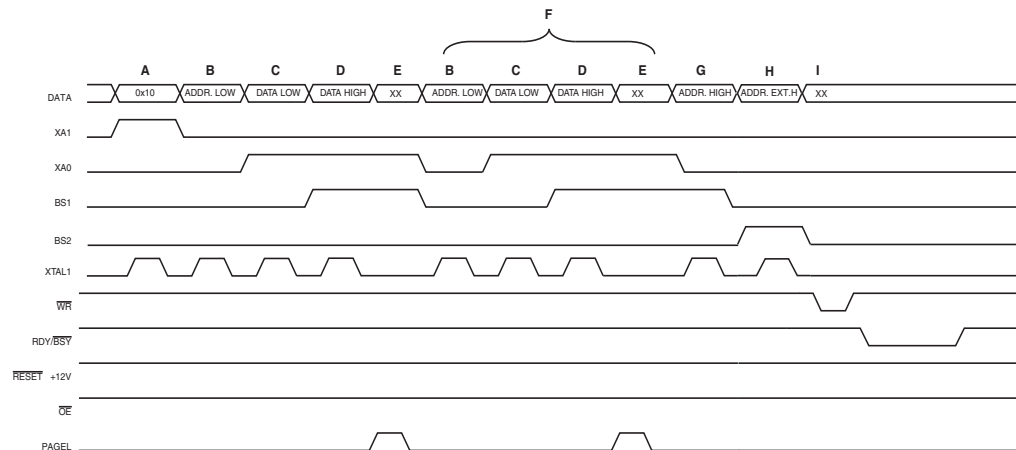 F
A B C D E B C D E G H I
DATA 0x10 ADDR. LOW DATA LOW DATA HIGH XX ADDR. LOW DATA LOW DATA HIGH XX ADDR. HIGH ADDR. EXT.H XX
XA1
XA0
BS1
BS2
XTAL1
WR
RDY/BSY
RESET +12V
OE
PAGEL